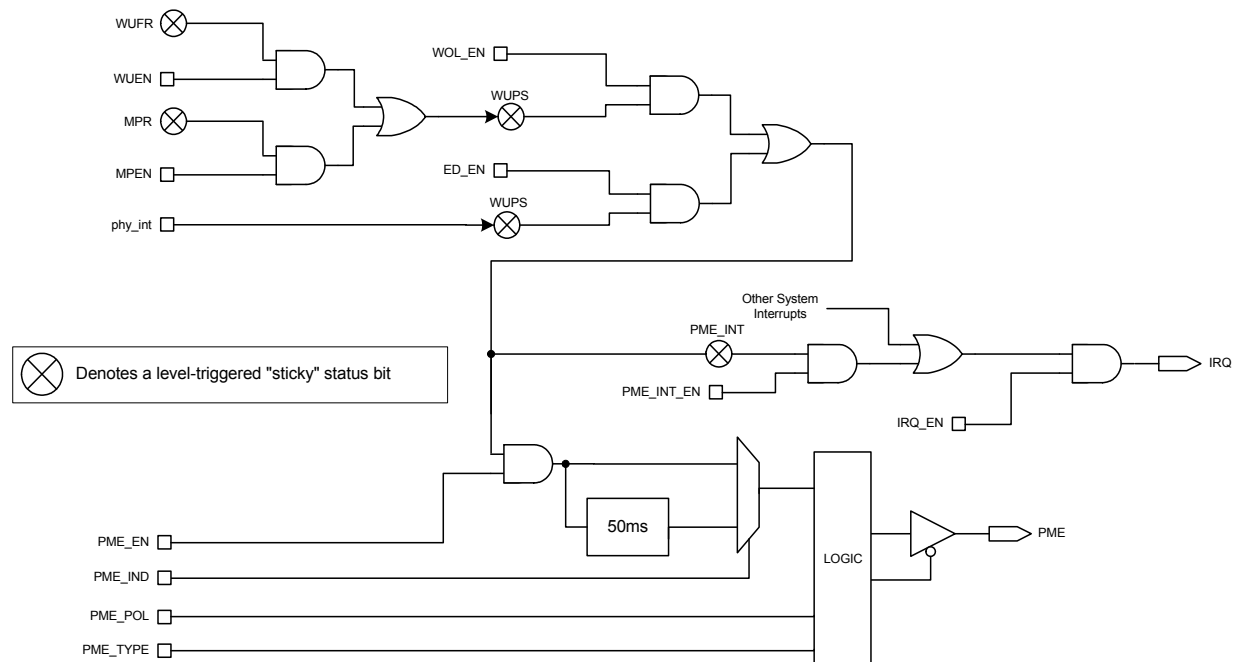 WUFR
WUEN
MPR
MPEN
phy_int
WOL_EN
WUPS
ED_EN
WUPS
Other System
Interrupts
PME_INT
PME_INT_EN
IRQ_EN
IRQ
Denotes a level-triggered "sticky" status bit
50ms
LOGIC
PME
PME_EN
PME_IND
PME_POL
PME_TYPE